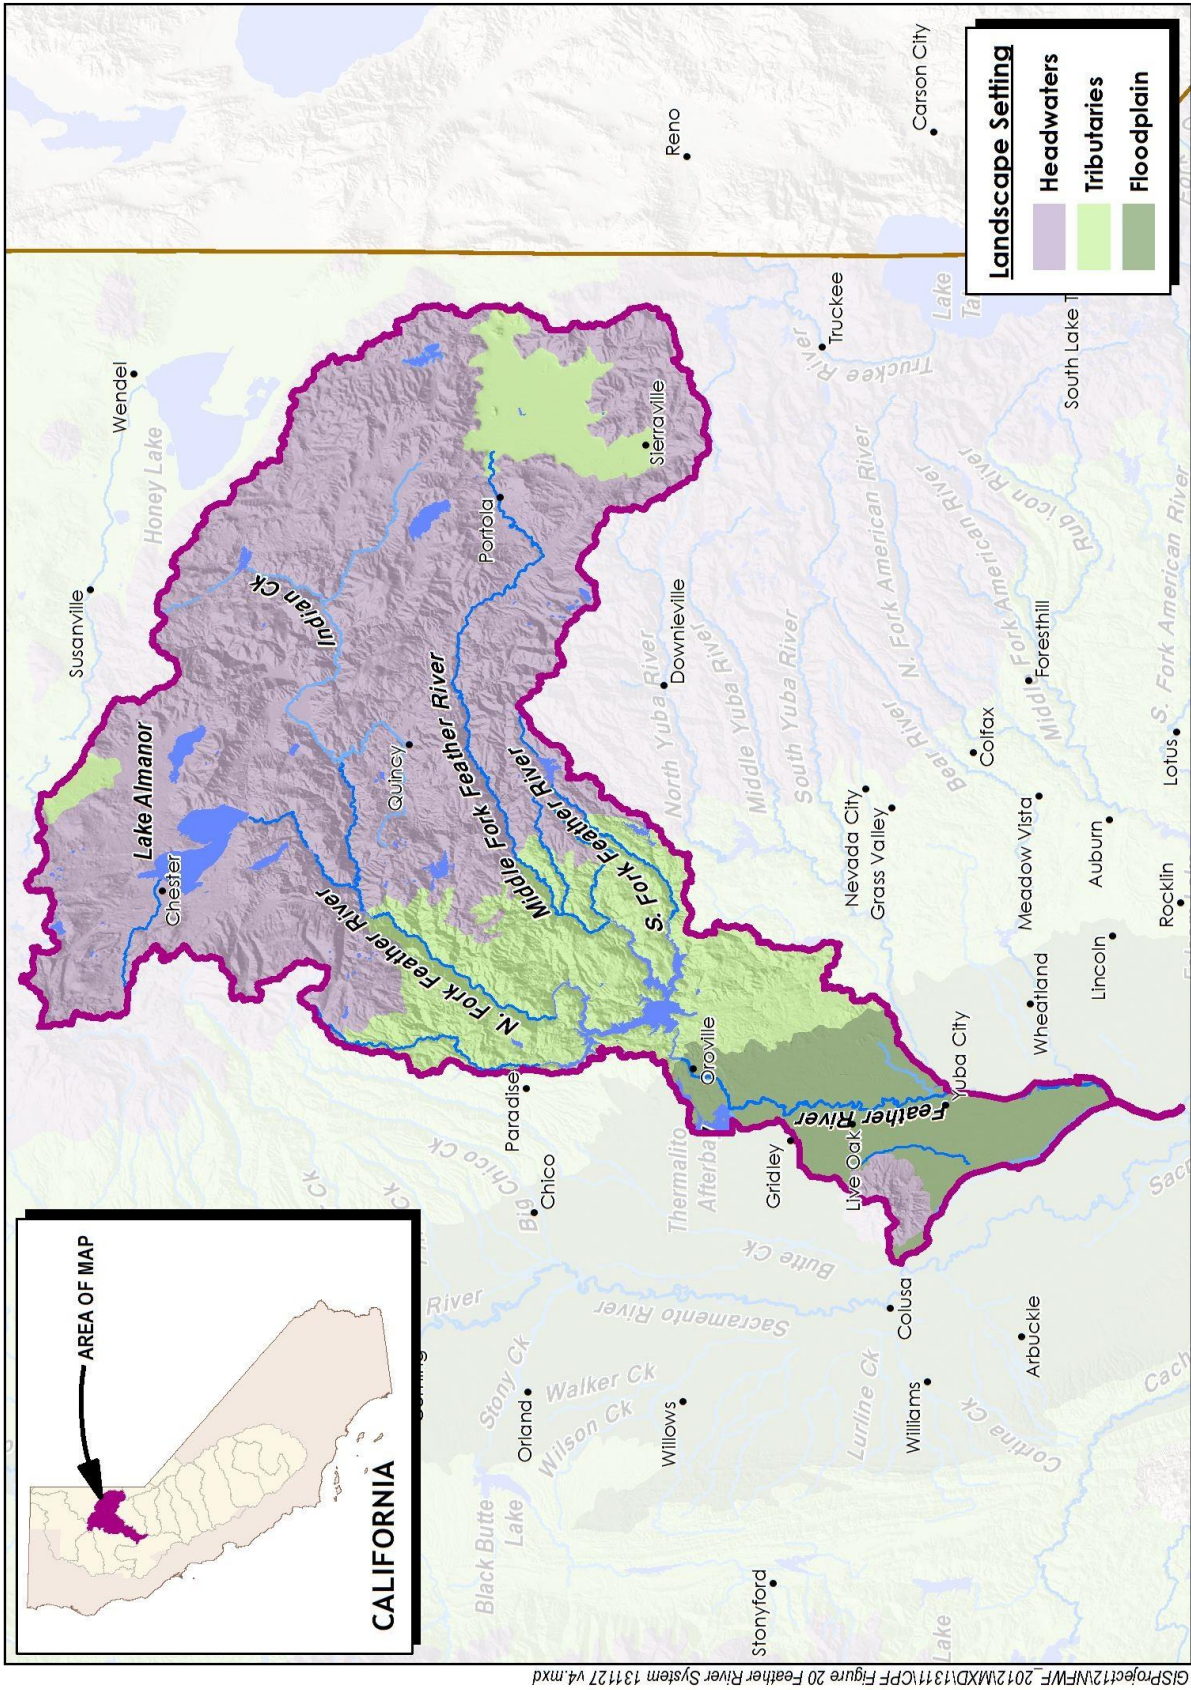 AREA OF MAP
CALIFORNIA
Landscape Setting
Headwaters
Tributaries
Floodplain
Susanville
Wendel
Honey Lake
Lake Almanor
Chester
Indian Ck
Quincy
Portola
Sierraville
Reno
Carson City
Truckee
Truckee River
Lake
South Lake T
N. Fork Feather River
Middle Fork Feather River
S. Fork Feather River
Paradise
Big Chico Ck
Ck
Ck
Chico
River
Orland
Stony Ck
Walker Ck
Wilson Ck
Black Butte
Lake
Oroville
Thermalito
Afterba
Willows
Butte Ck
Sacramento River
Gridley
Live Oak
Feather River
Yuba City
Downieville
North Yuba River
Middle Yuba River
South Yuba River
Nevada City
Grass Valley
Bear River
N. Fork American River
Middle Fork American River
Rubicon River
S. Fork American River
Foresthill
Colfax
Meadow Vista
Auburn
Lotus
Rocklin
Lincoln
Wheatland
Colusa
Lurline Ck
Williams
Cortina Ck
Arbuckle
Stonyford
Lake
Cach
Sacr
GISProject12\NFWF_2012\MXD\1311\CPF Figure 20 Feather River System 131127 v4.mxd